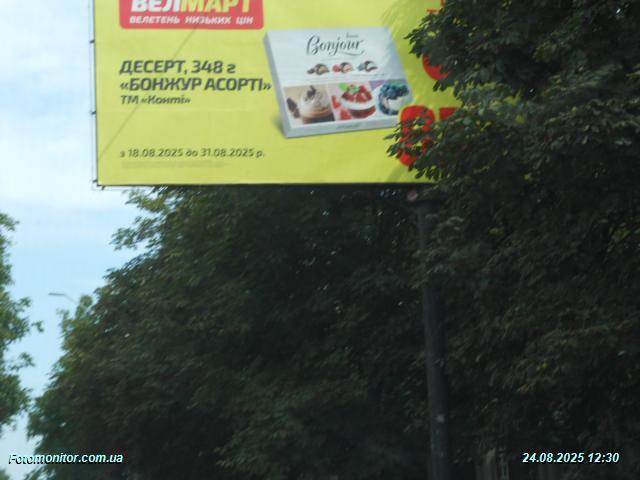 ВЕЛМАРТ
ВЕЛЕТЕНЬ НИЗЬКИХ ЦІН
Bonjour
ДЕСЕРТ, 348 г
«БОНЖУР АСОРТІ»
ТМ «Конті»
з 18.08.2025 до 31.08.2025 р.
Fotomonitor.com.ua
24.08.2025 12:30